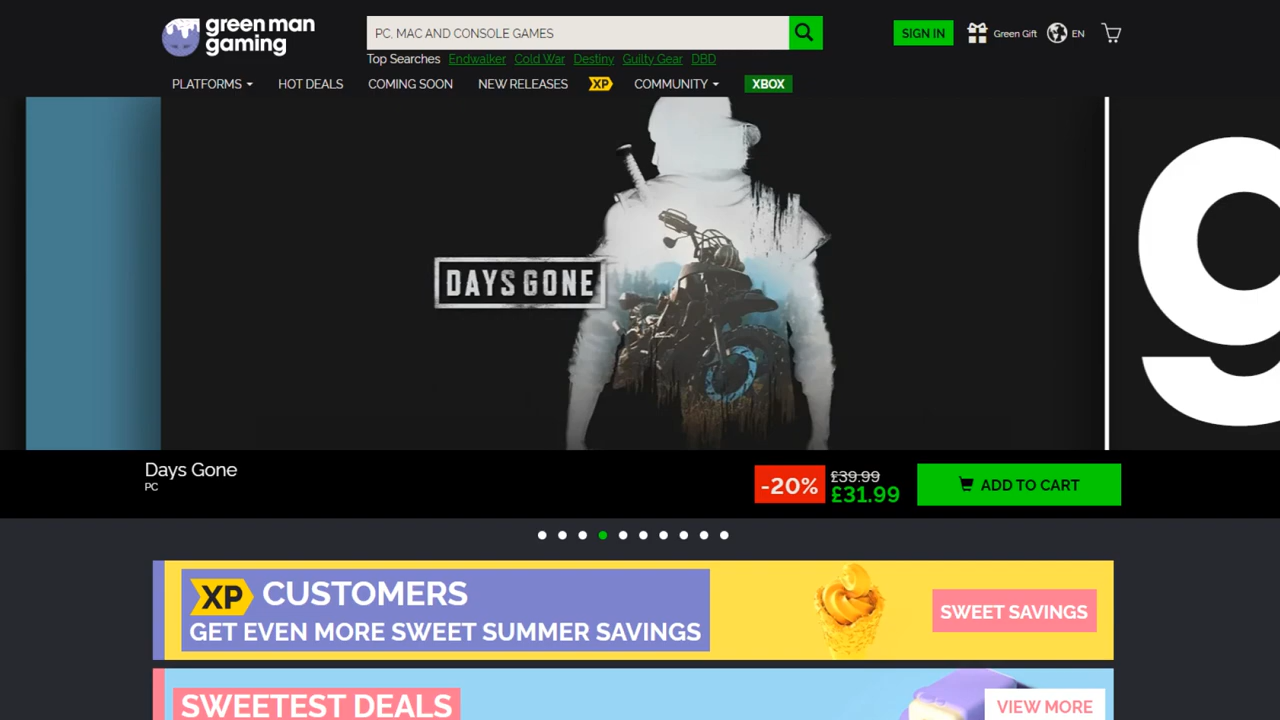 green man
gaming
PC, MAC AND CONSOLE GAMES
SIGN IN
Green Gift
EN
Top Searches Endwalker Cold War Destiny Guilty Gear DBD
PLATFORMS HOT DEALS COMING SOON NEW RELEASES XP COMMUNITY XBOX
DAYS GONE
g
Days Gone
PC
-20%
£39.99
£31.99
ADD TO CART
XP CUSTOMERS
GET EVEN MORE SWEET SUMMER SAVINGS
SWEET SAVINGS
SWEETEST DEALS
VIEW MORE